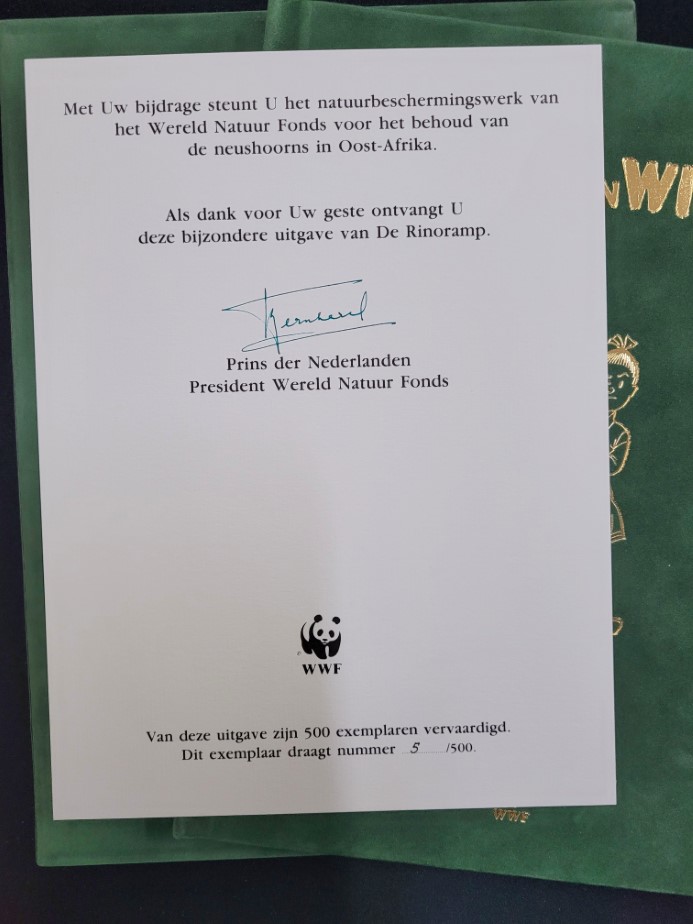 Met Uw bijdrage steunt U het natuurbeschermingswerk van
het Wereld Natuur Fonds voor het behoud van
de neushoorns in Oost-Afrika.
Als dank voor Uw geste ontvangt U
deze bijzondere uitgave van De Rinoramp.
Bernhard
Prins der Nederlanden
President Wereld Natuur Fonds
WWF
Van deze uitgave zijn 500 exemplaren vervaardigd.
Dit exemplaar draagt nummer 5 /500.
WWF